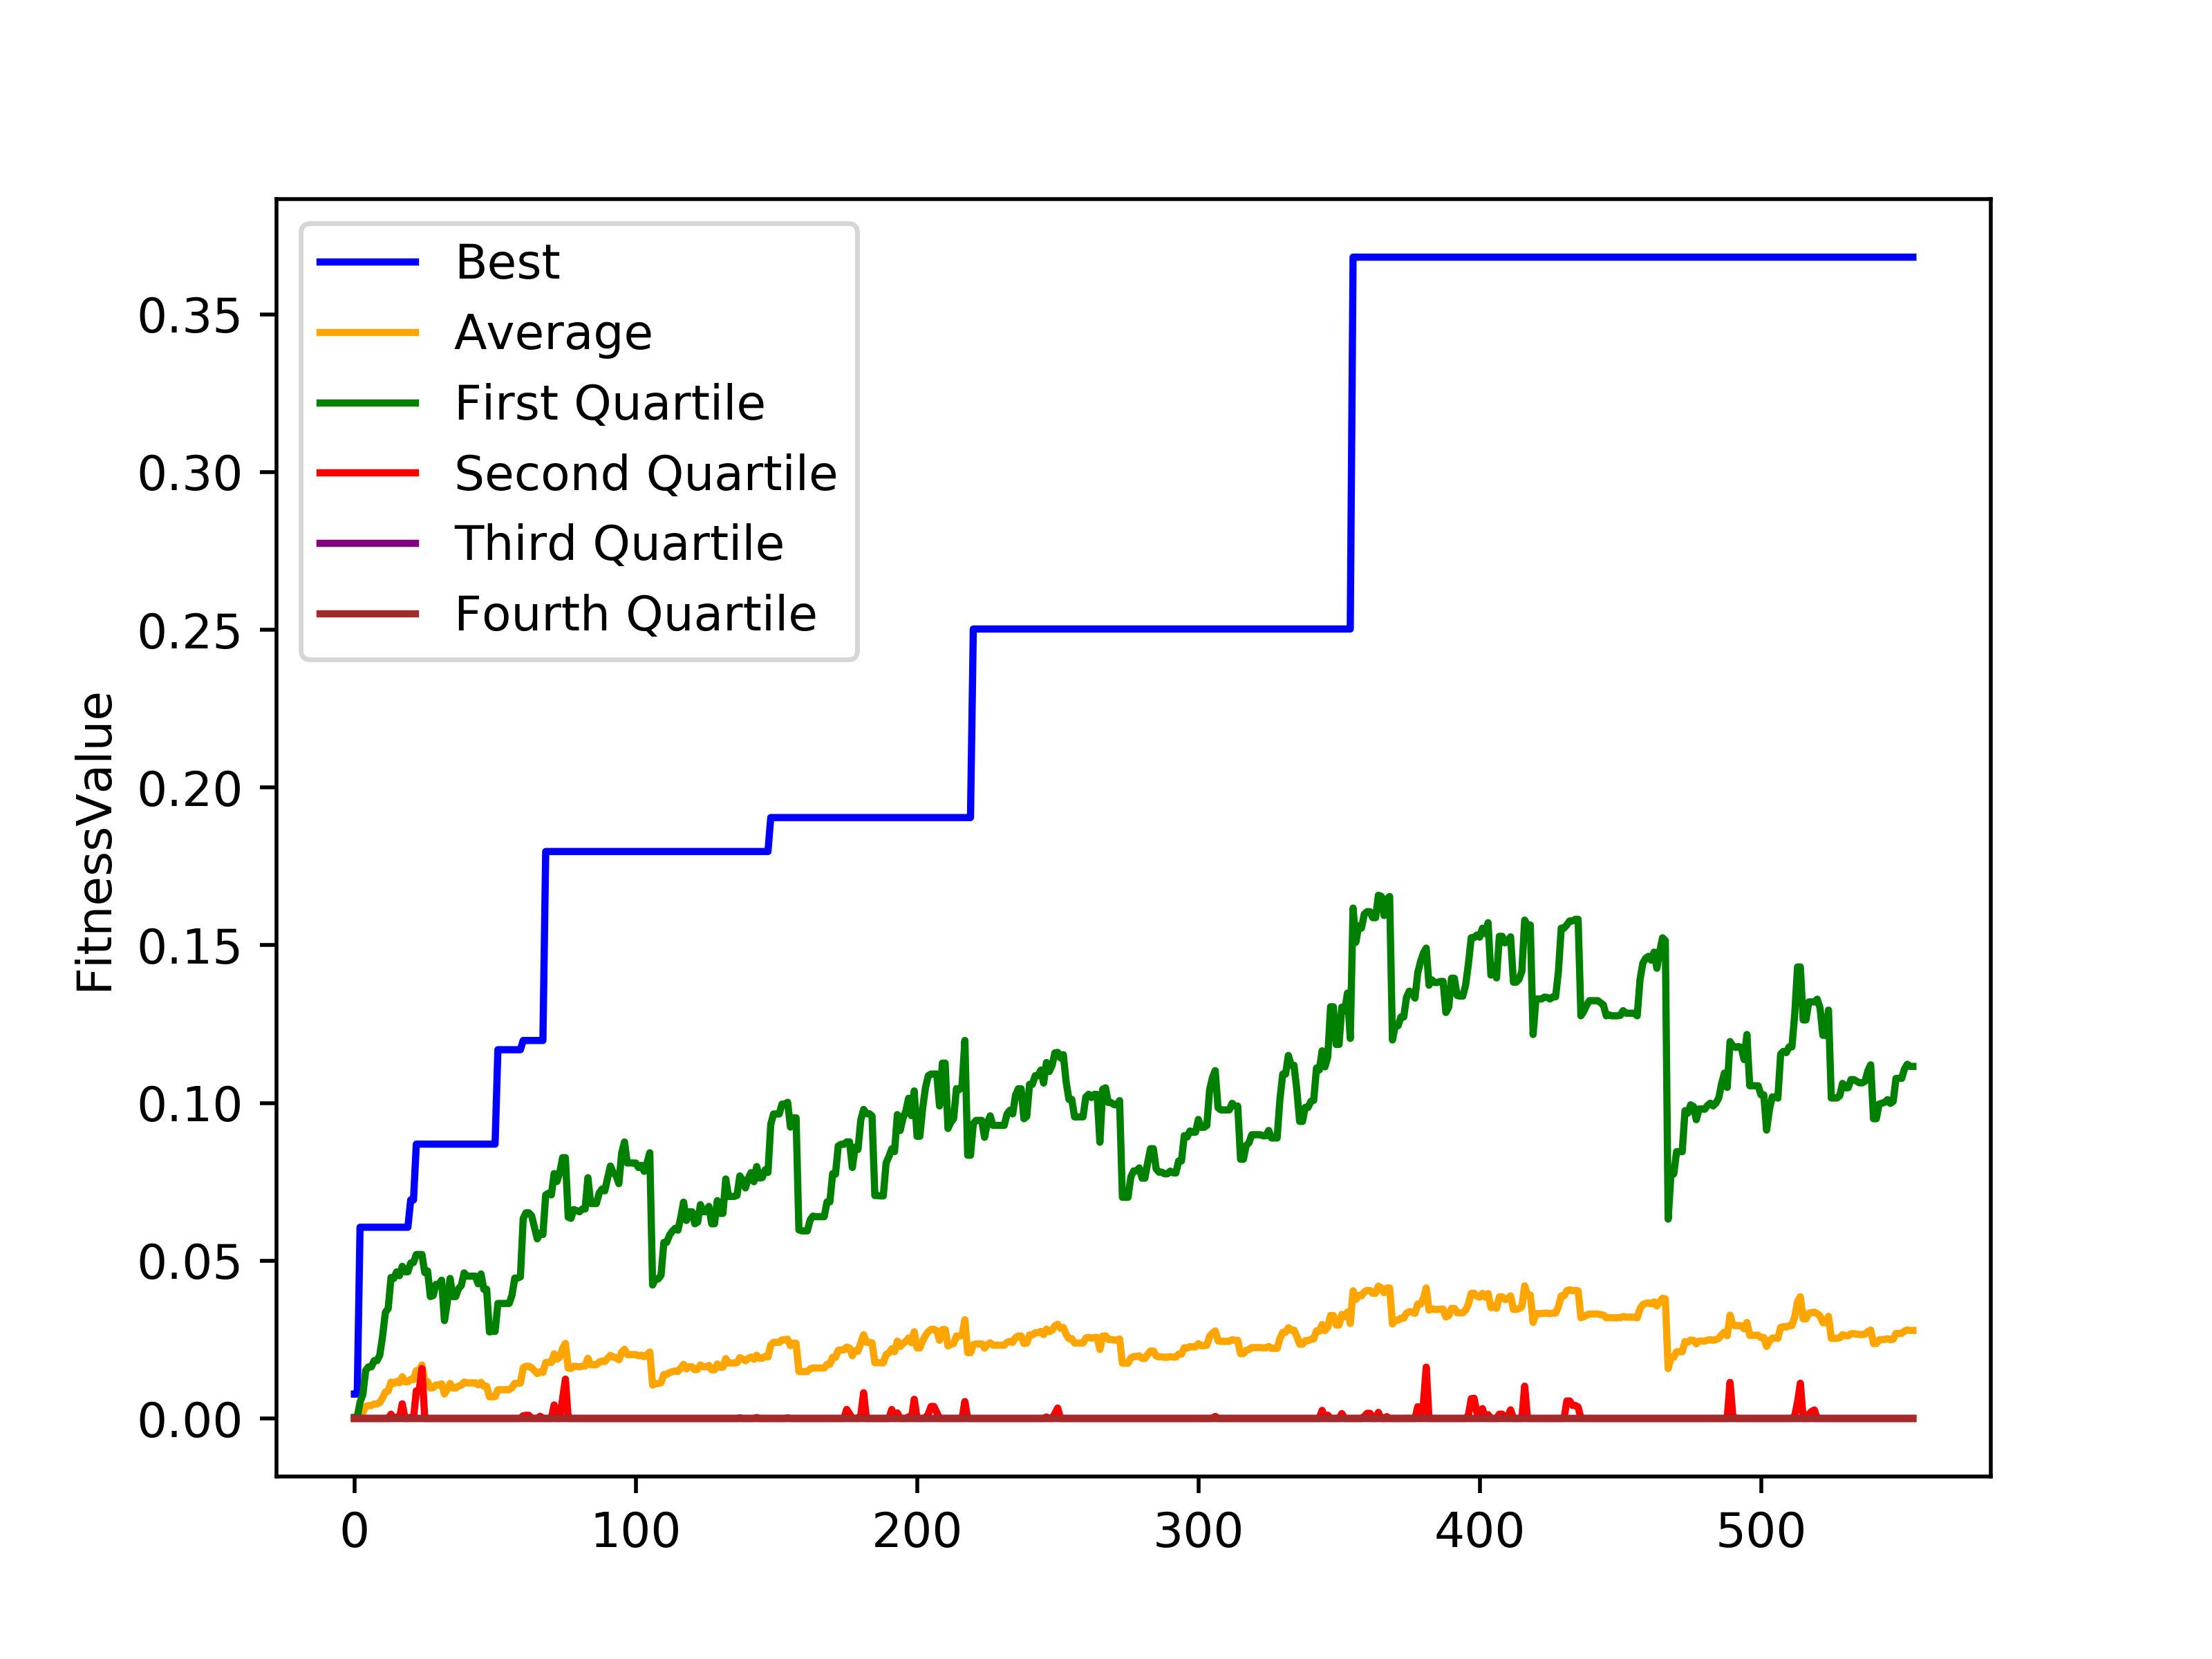 Best
Average
First Quartile
Second Quartile
Third Quartile
Fourth Quartile
FitnessValue
0.35
0.30
0.25
0.20
0.15
0.10
0.05
0.00
0 100 200 300 400 500